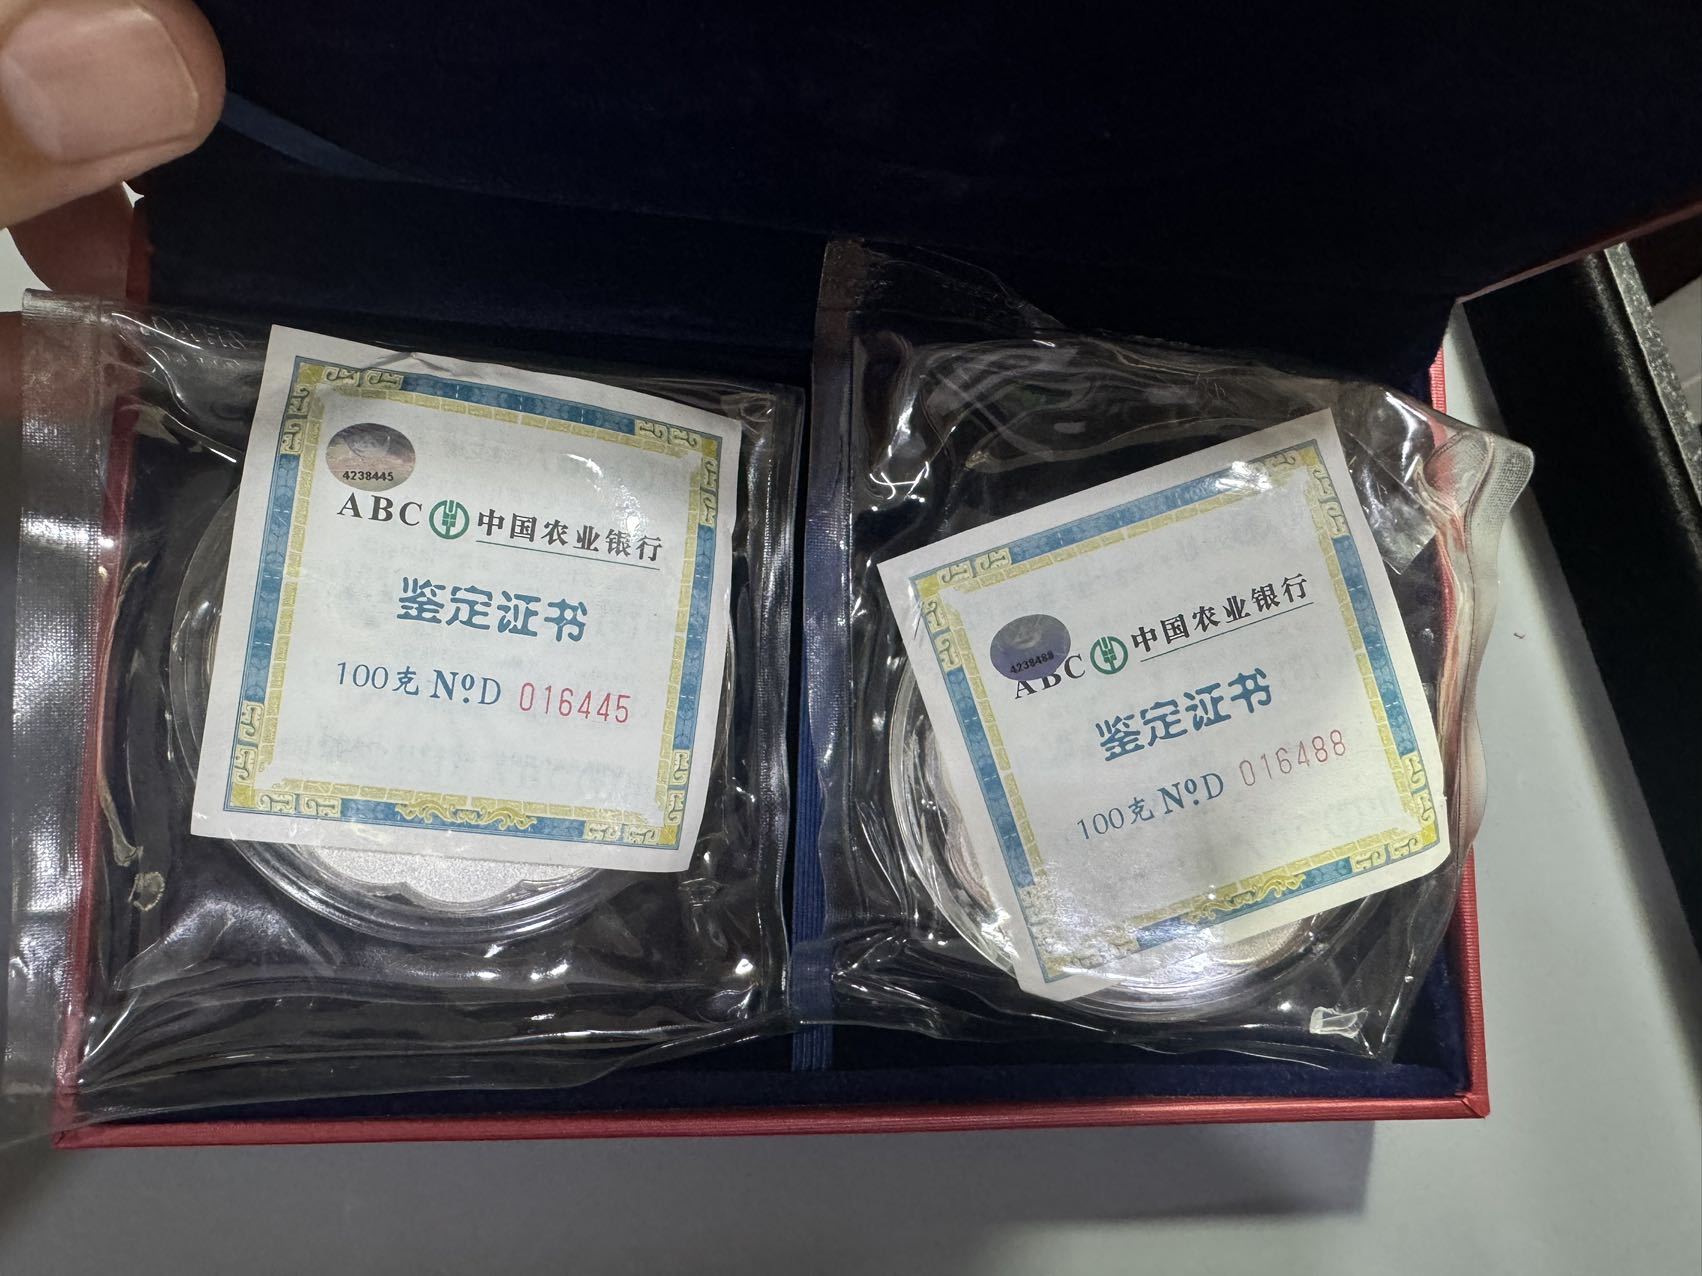 4238445
ABC 中国农业银行
鉴定证书
100克 NºD 016445
4238488
ABC 中国农业银行
鉴定证书
100克 NºD 016488